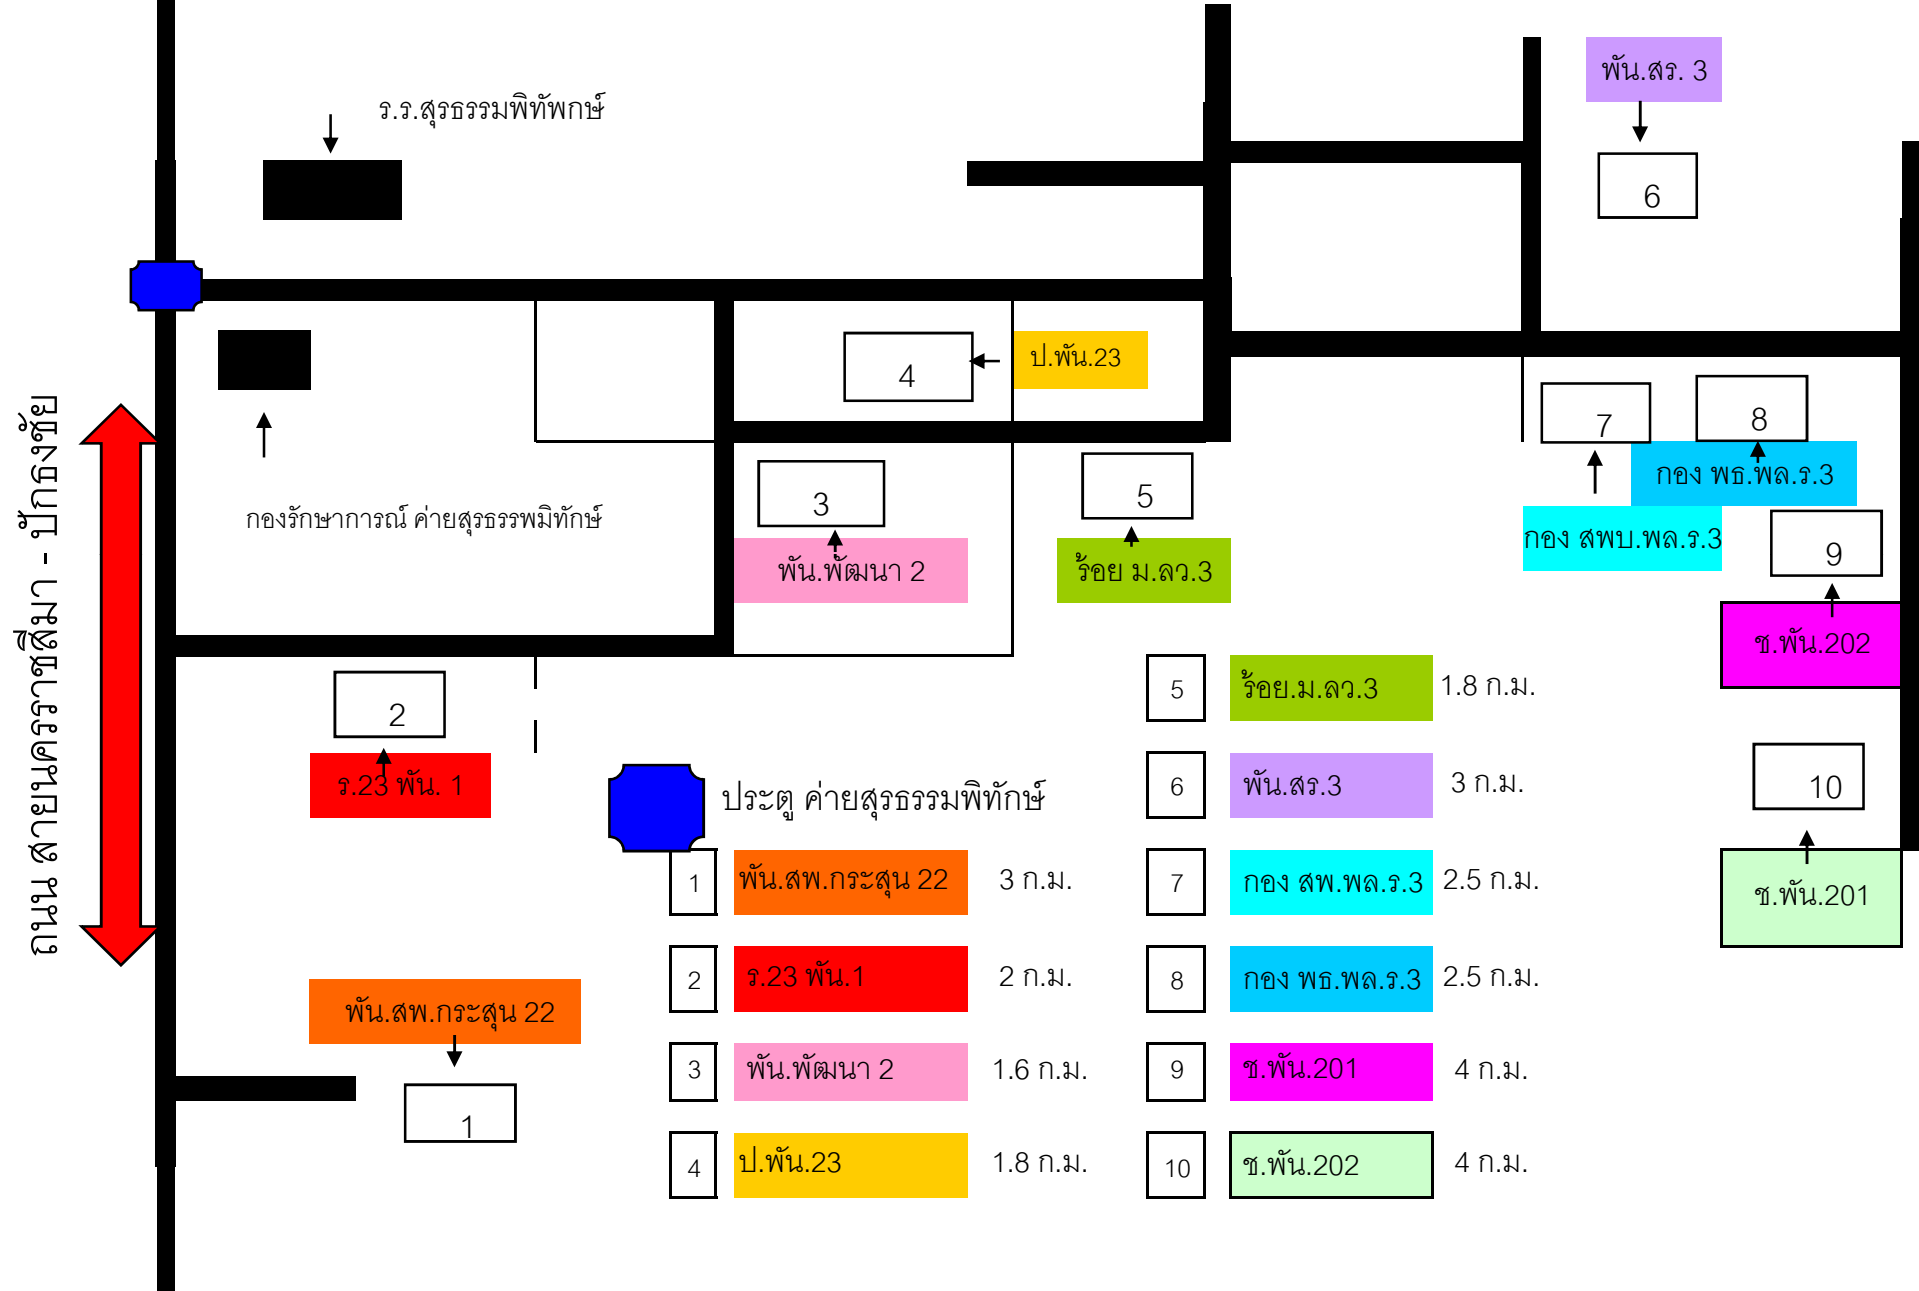 พัน.สร. 3
ร.ร.สุรธรรมพิทัพกษ์
6
4
ป.พัน.23
7
8
กอง พธ.พล.ร.3
3
5
กองรักษาการณ์ ค่ายสุรธรรพมิทักษ์
กอง สพบ.พล.ร.3
9
พัน.พัฒนา 2
ร้อย ม.ลว.3
ช.พัน.202
ถนน สายนครราชสีมา - ปักธงชัย
2
ร.23 พัน. 1
10
ช.พัน.201
พัน.สพ.กระสุน 22
1
ประตู ค่ายสุรธรรมพิทักษ์
1 พัน.สพ.กระสุน 22 3 ก.ม.
2 ร.23 พัน.1 2 ก.ม.
3 พัน.พัฒนา 2 1.6 ก.ม.
4 ป.พัน.23 1.8 ก.ม.
5 ร้อย.ม.ลว.3 1.8 ก.ม.
6 พัน.สร.3 3 ก.ม.
7 กอง สพ.พล.ร.3 2.5 ก.ม.
8 กอง พธ.พล.ร.3 2.5 ก.ม.
9 ช.พัน.201 4 ก.ม.
10 ช.พัน.202 4 ก.ม.